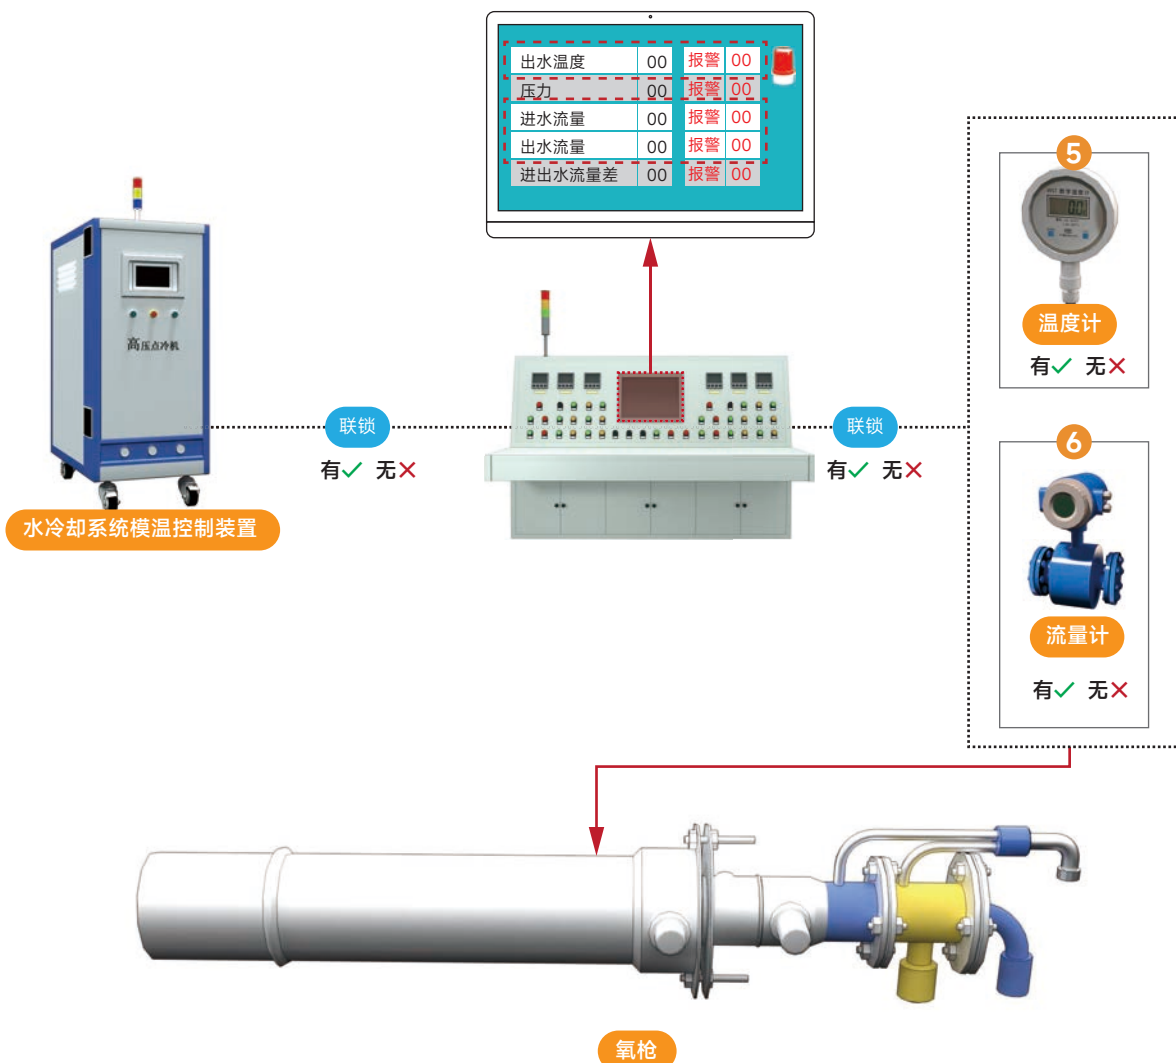 出水温度 00 报警 00
压力 00 报警 00
进水流量 00 报警 00
出水流量 00 报警 00
进出水流量差 00 报警 00
5
温度计
有✓ 无✕
高压点冷机
联锁
有✓ 无✕
联锁
有✓ 无✕
水冷却系统模温控制装置
6
流量计
有✓ 无✕
氧枪